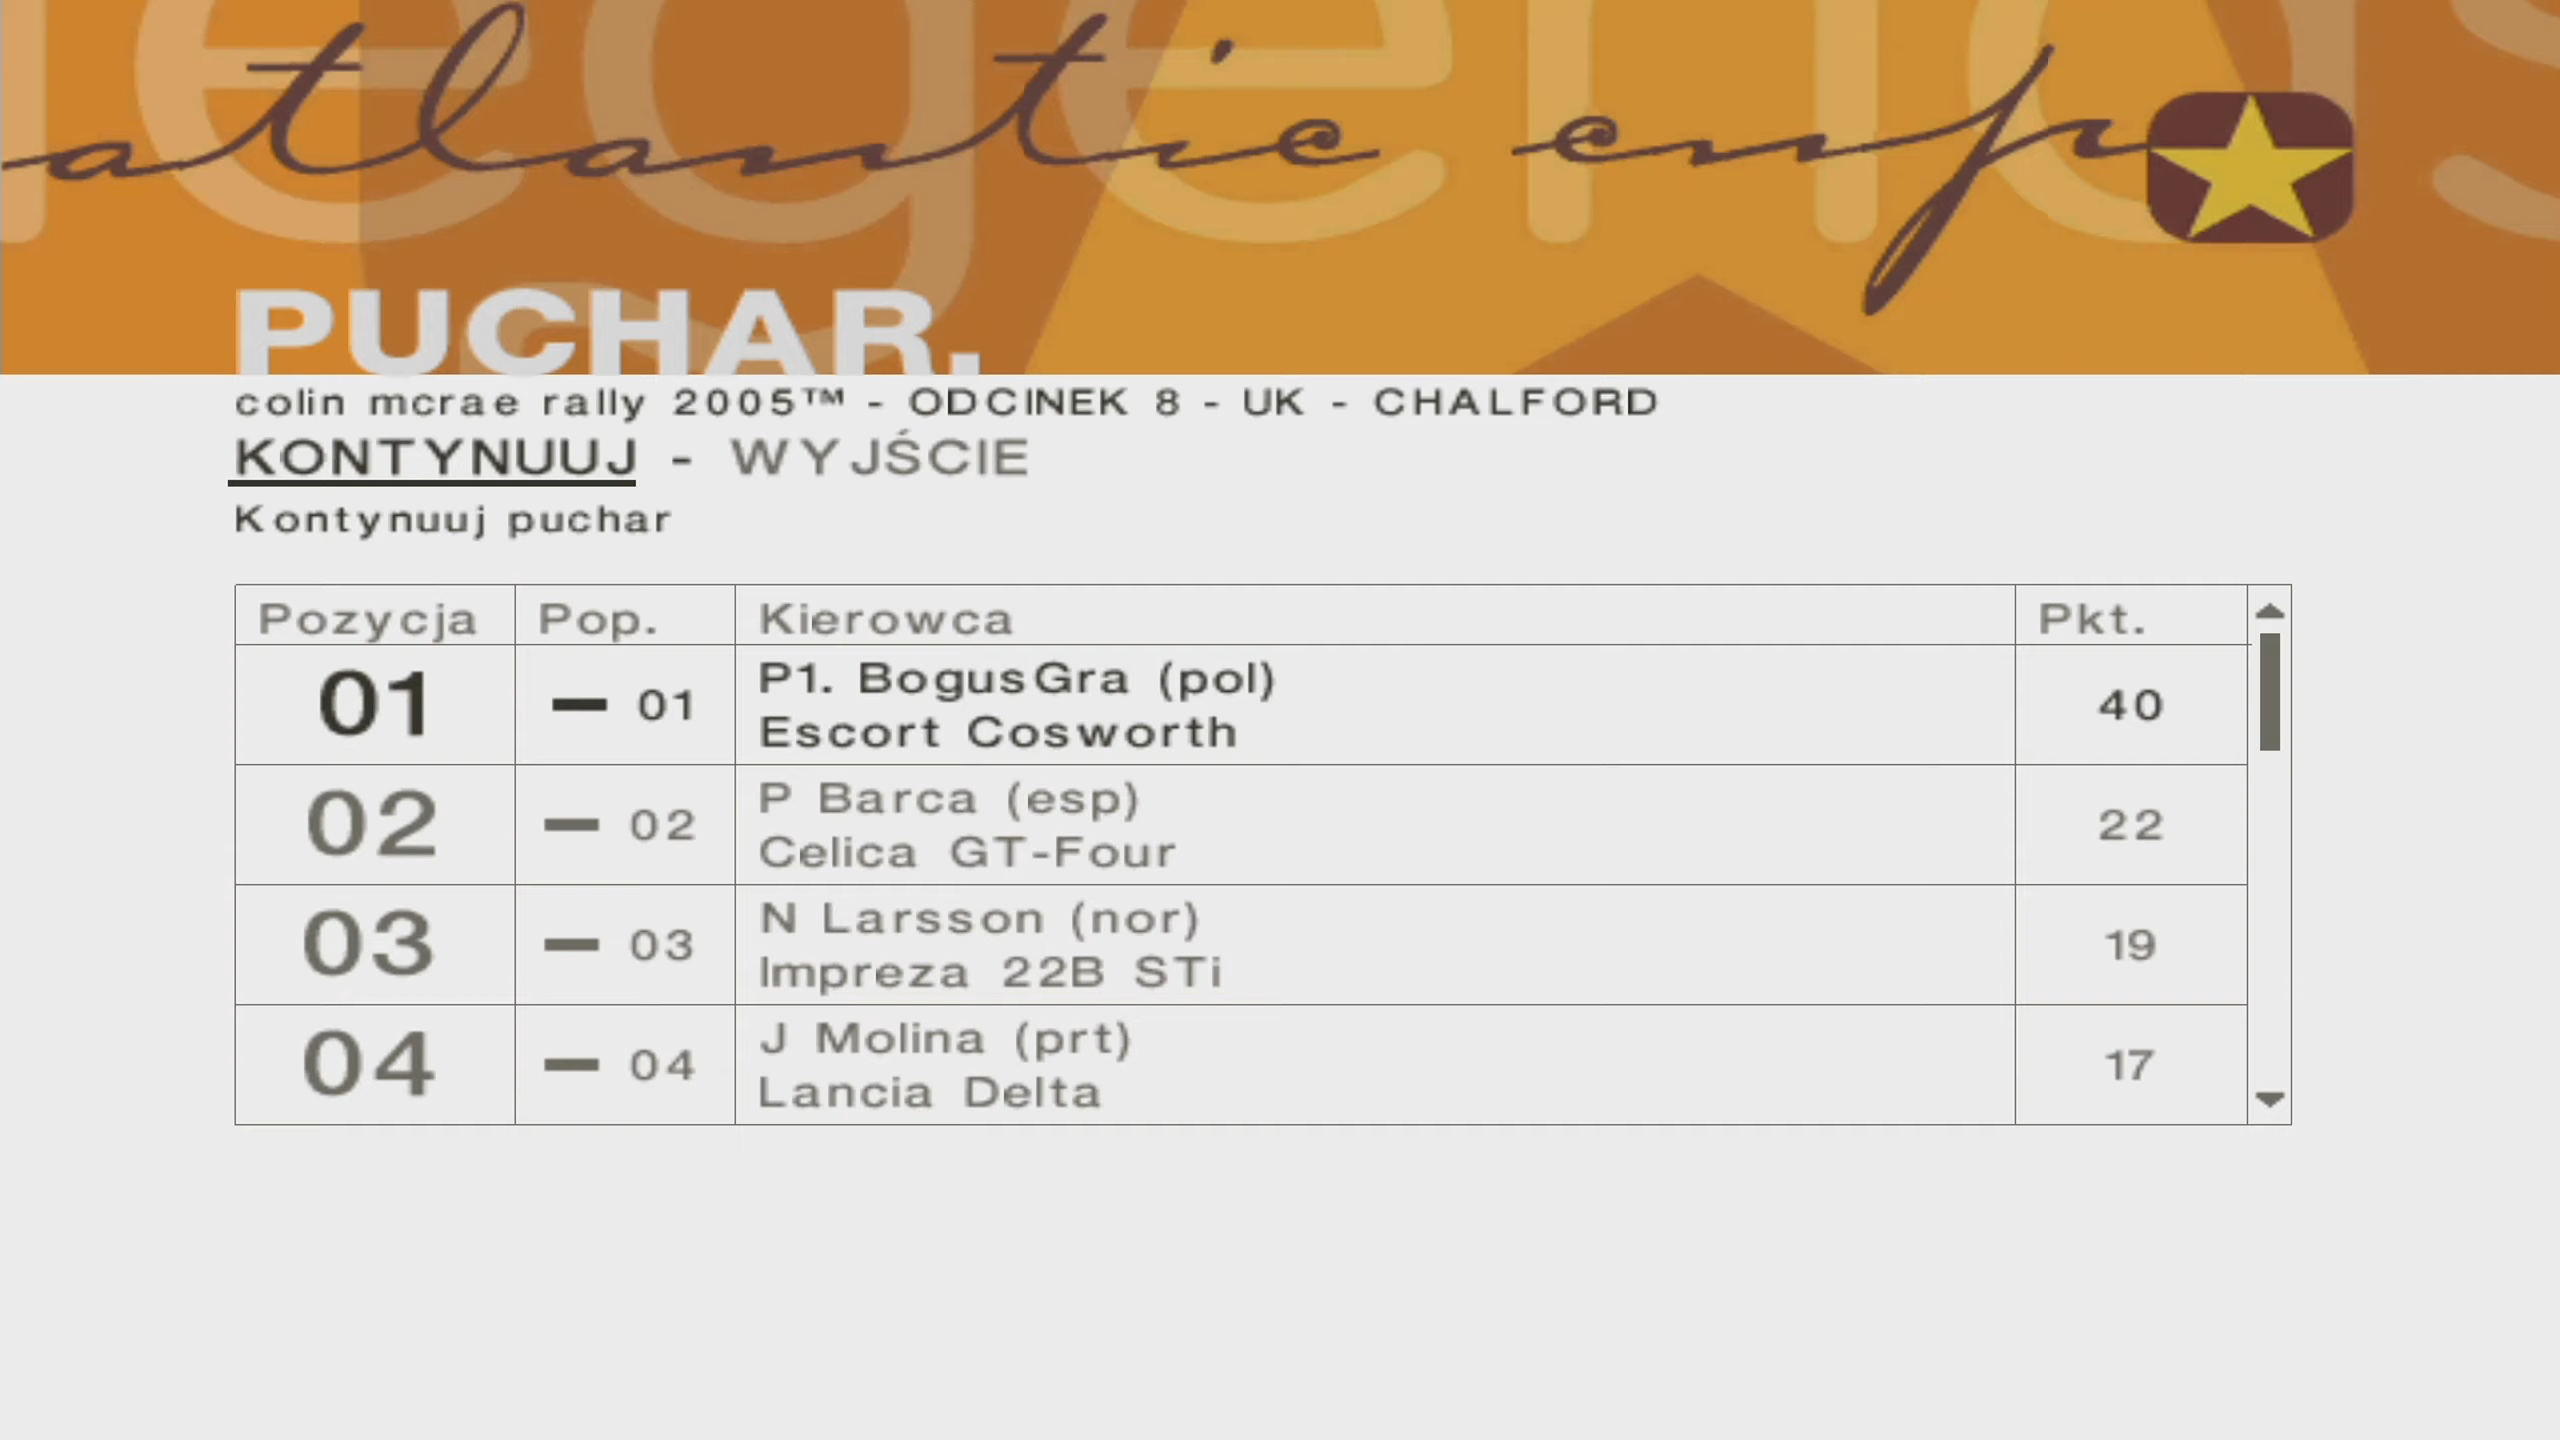 legends
atlantic cup
PUCHAR.
colin mcrae rally 2005™ - ODCINEK 8 - UK - CHALFORD
KONTYNUUJ - WYJŚCIE
Kontynuuj puchar
Pozycja Pop. Kierowca Pkt.
01 — 01 P1. BogusGra (pol) 40
Escort Cosworth
02 — 02 P Barca (esp) 22
Celica GT-Four
03 — 03 N Larsson (nor) 19
Impreza 22B STi
04 — 04 J Molina (prt) 17
Lancia Delta